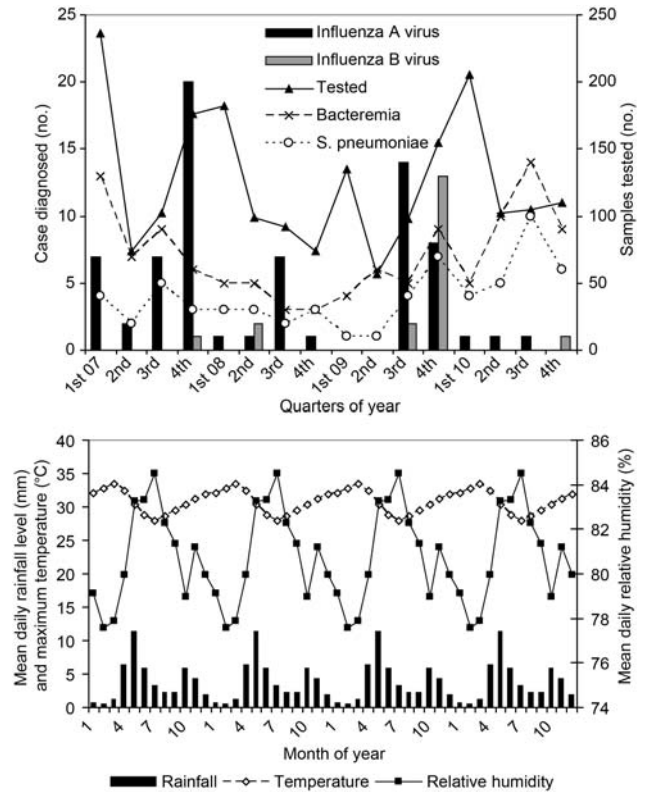 25
20
15
10
5
0
Case diagnosed (no.)
Influenza A virus
Influenza B virus
Tested
Bacteremia
S. pneumoniae
250
200
150
100
50
0
Samples tested (no.)
1st 07
2nd
3rd
4th
1st 08
2nd
3rd
4th
1st 09
2nd
3rd
4th
1st 10
2nd
3rd
4th
Quarters of year
40
35
30
25
20
15
10
5
0
Mean daily rainfall level (mm)
and maximum temperature (°C)
86
84
82
80
78
76
74
Mean daily relative humidity (%)
1
4
7
10
1
4
7
10
1
4
7
10
1
4
7
10
Month of year
Rainfall
Temperature
Relative humidity